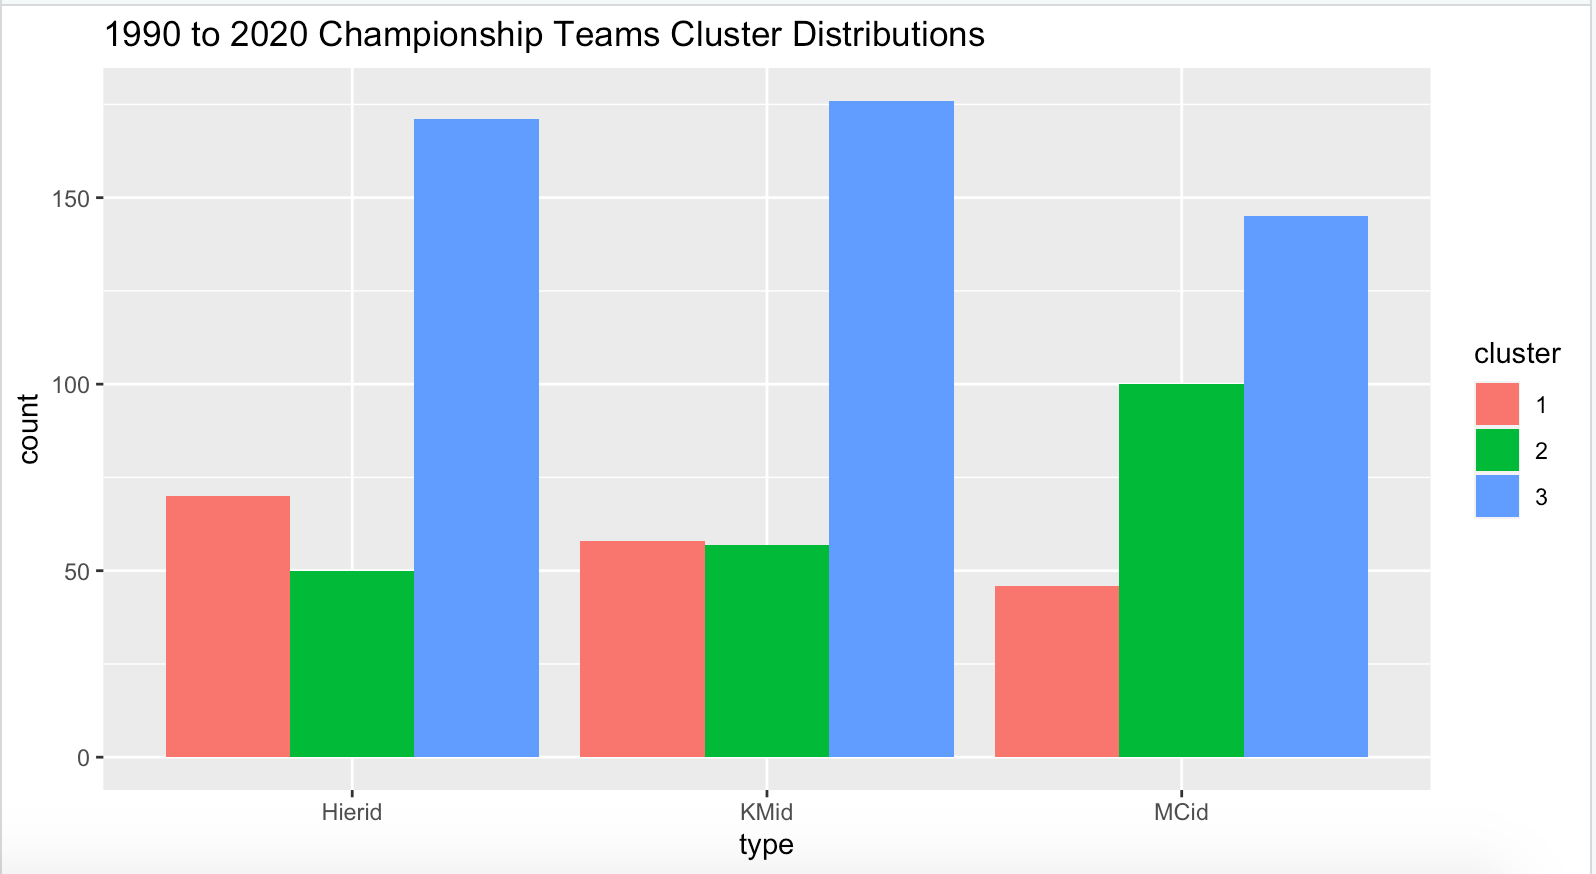 1990 to 2020 Championship Teams Cluster Distributions
count
150
100
50
0
Hierid KMid MCid
type
cluster
1
2
3